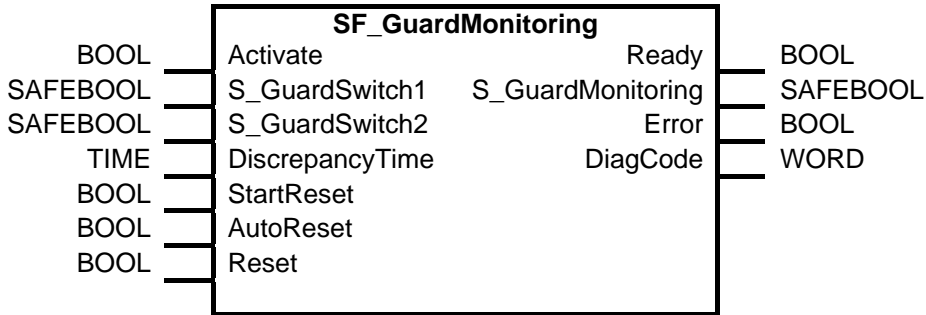 SF_GuardMonitoring
BOOL Activate Ready BOOL
SAFEBOOL S_GuardSwitch1 S_GuardMonitoring SAFEBOOL
SAFEBOOL S_GuardSwitch2 Error BOOL
TIME DiscrepancyTime DiagCode WORD
BOOL StartReset
BOOL AutoReset
BOOL Reset